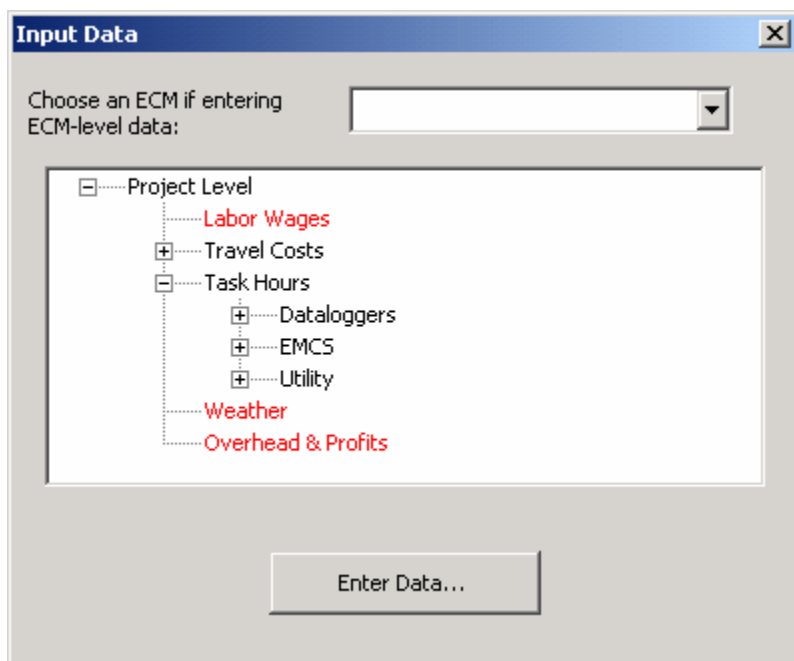 Input Data
Choose an ECM if entering
ECM-level data:
Project Level
Labor Wages
Travel Costs
Task Hours
Dataloggers
EMCS
Utility
Weather
Overhead & Profits
Enter Data...